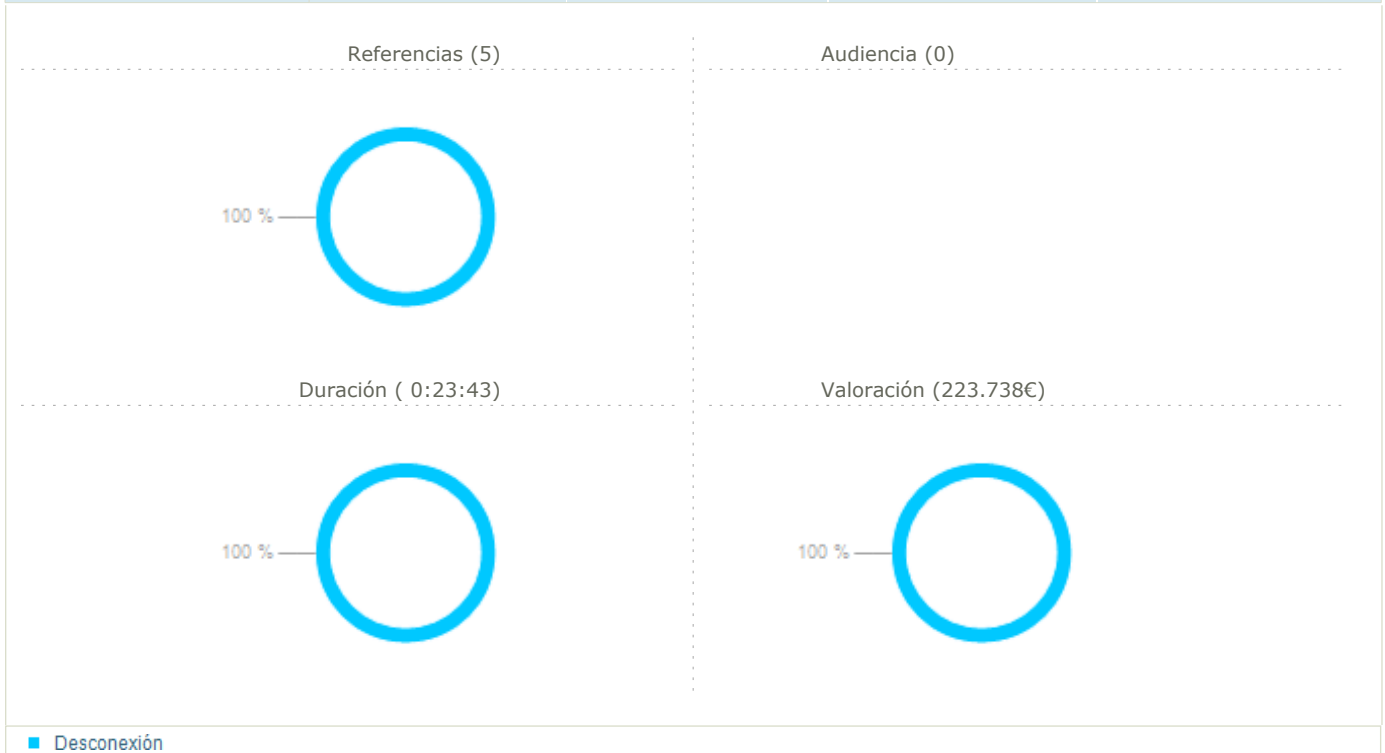 Referencias (5)
Audiencia (0)
100 %
Duración ( 0:23:43)
Valoración (223.738€)
100 %
100 %
Desconexión